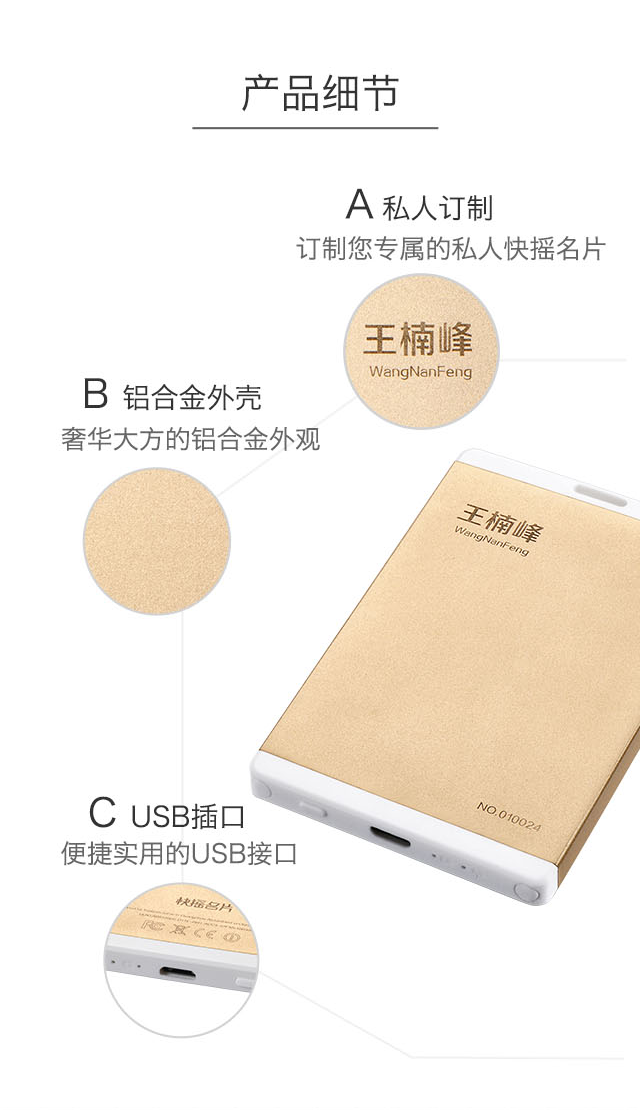 产品细节
A 私人订制
订制您专属的私人快摇名片
王楠峰
WangNanFeng
B 铝合金外壳
奢华大方的铝合金外观
王楠峰
WangNanFeng
NO.010024
C USB插口
便捷实用的USB接口
快摇名片